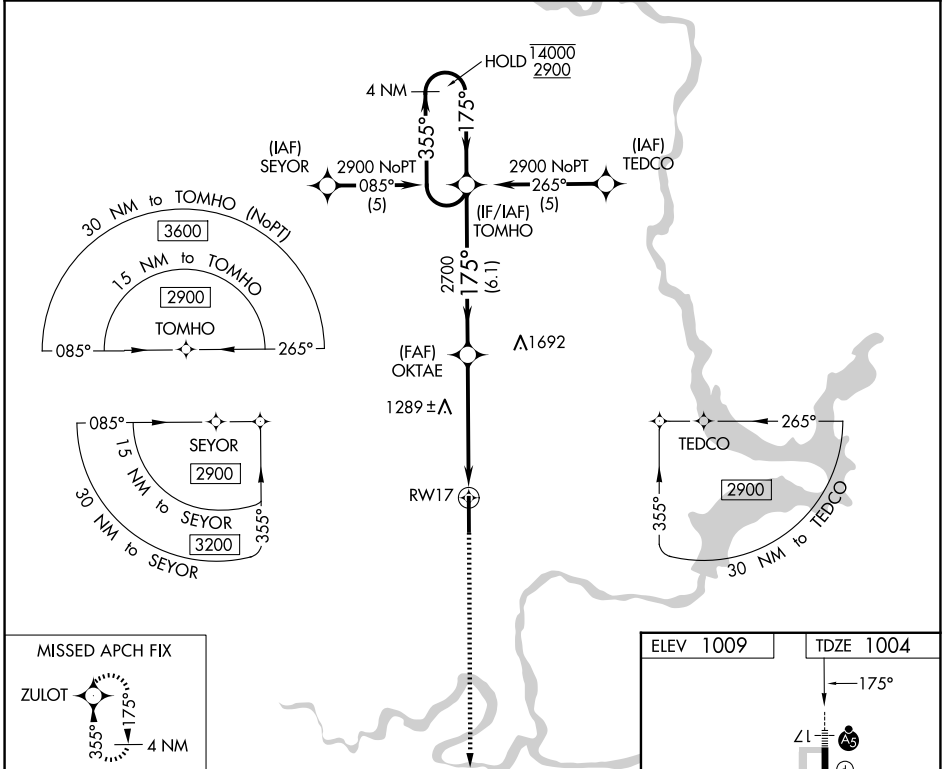 HOLD 14000
2900
4 NM
355°
175°
(IAF)
SEYOR
2900 NoPT
085°
(5)
2900 NoPT
265°
(5)
(IAF)
TEDCO
(IF/IAF)
TOMHO
2700
175°
(6.1)
30 NM to TOMHO (NoPT)
3600
15 NM to TOMHO
2900
TOMHO
085°
265°
(FAF)
OKTAE
1692
1289 ±
RW17
085°
SEYOR
2900
15 NM to SEYOR
3200
30 NM to SEYOR
355°
265°
TEDCO
2900
355°
30 NM to TEDCO
MISSED APCH FIX
ZULOT
355°
175°
4 NM
ELEV 1009
TDZE 1004
175°
17
A5